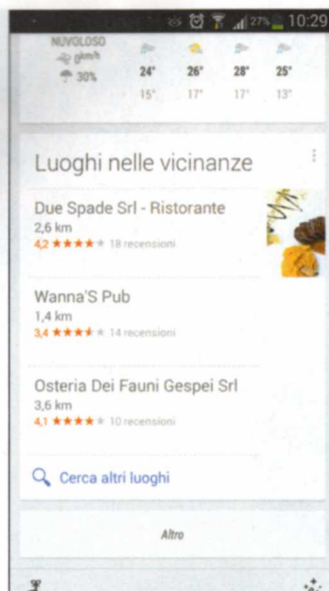 27% 10:29
NUVOLOSO
9km/h
30%
24° 26° 28° 25°
15° 17° 17° 13°
Luoghi nelle vicinanze
Due Spade Srl - Ristorante
2,6 km
4,2 ★★★★★ 18 recensioni
Wanna'S Pub
1,4 km
3,4 ★★★★★ 14 recensioni
Osteria Dei Fauni Gespei Srl
3,6 km
4,1 ★★★★★ 10 recensioni
Cerca altri luoghi
Altro